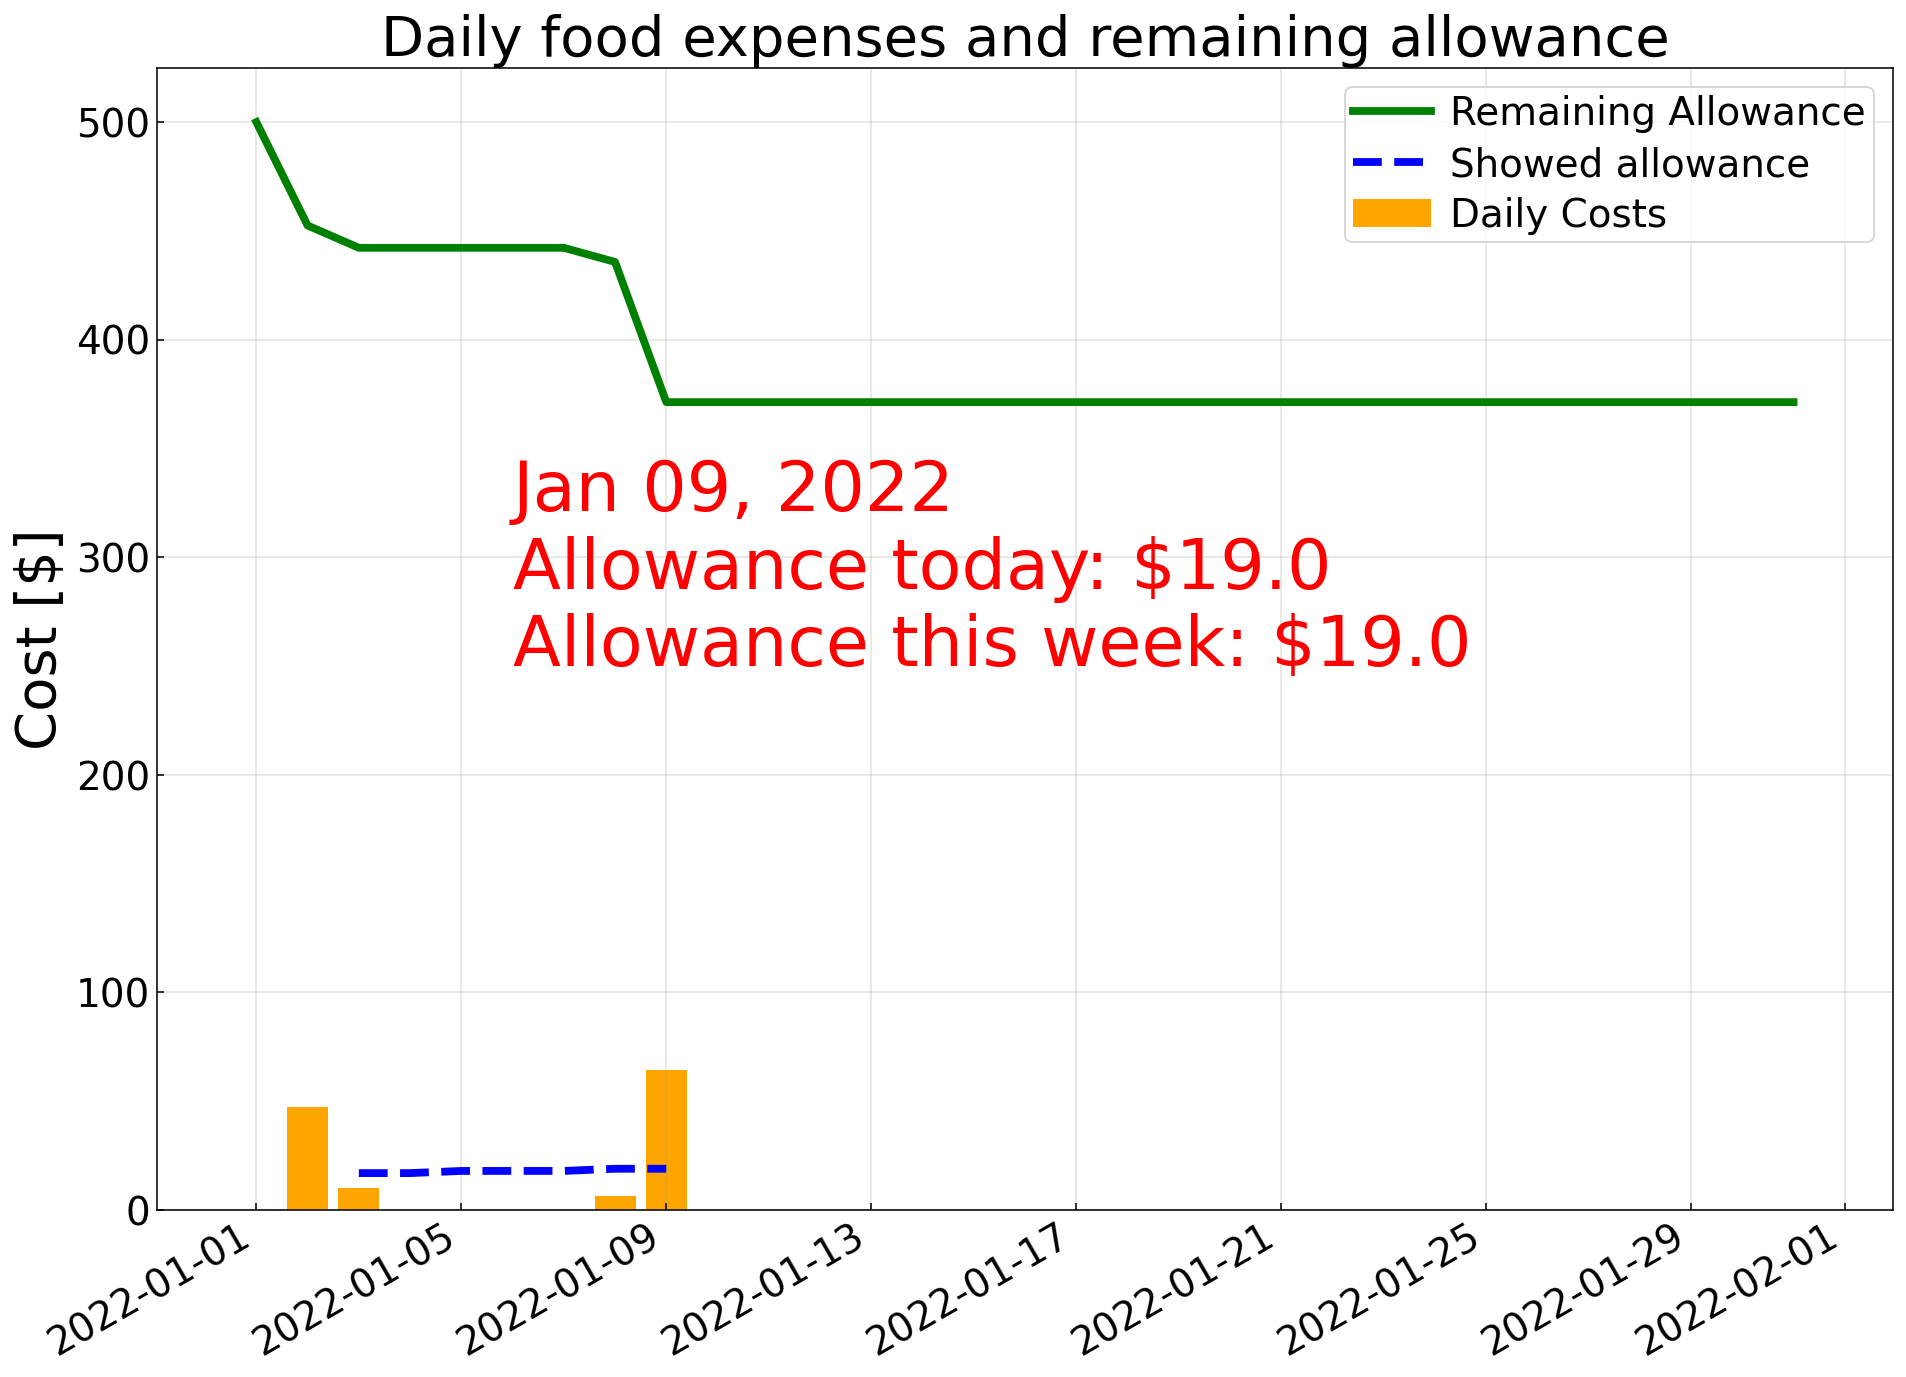 Daily food expenses and remaining allowance
Remaining Allowance
Showed allowance
Daily Costs
Cost [$]
500
400
300
200
100
0
Jan 09, 2022
Allowance today: $19.0
Allowance this week: $19.0
2022-01-01
2022-01-05
2022-01-09
2022-01-13
2022-01-17
2022-01-21
2022-01-25
2022-01-29
2022-02-01